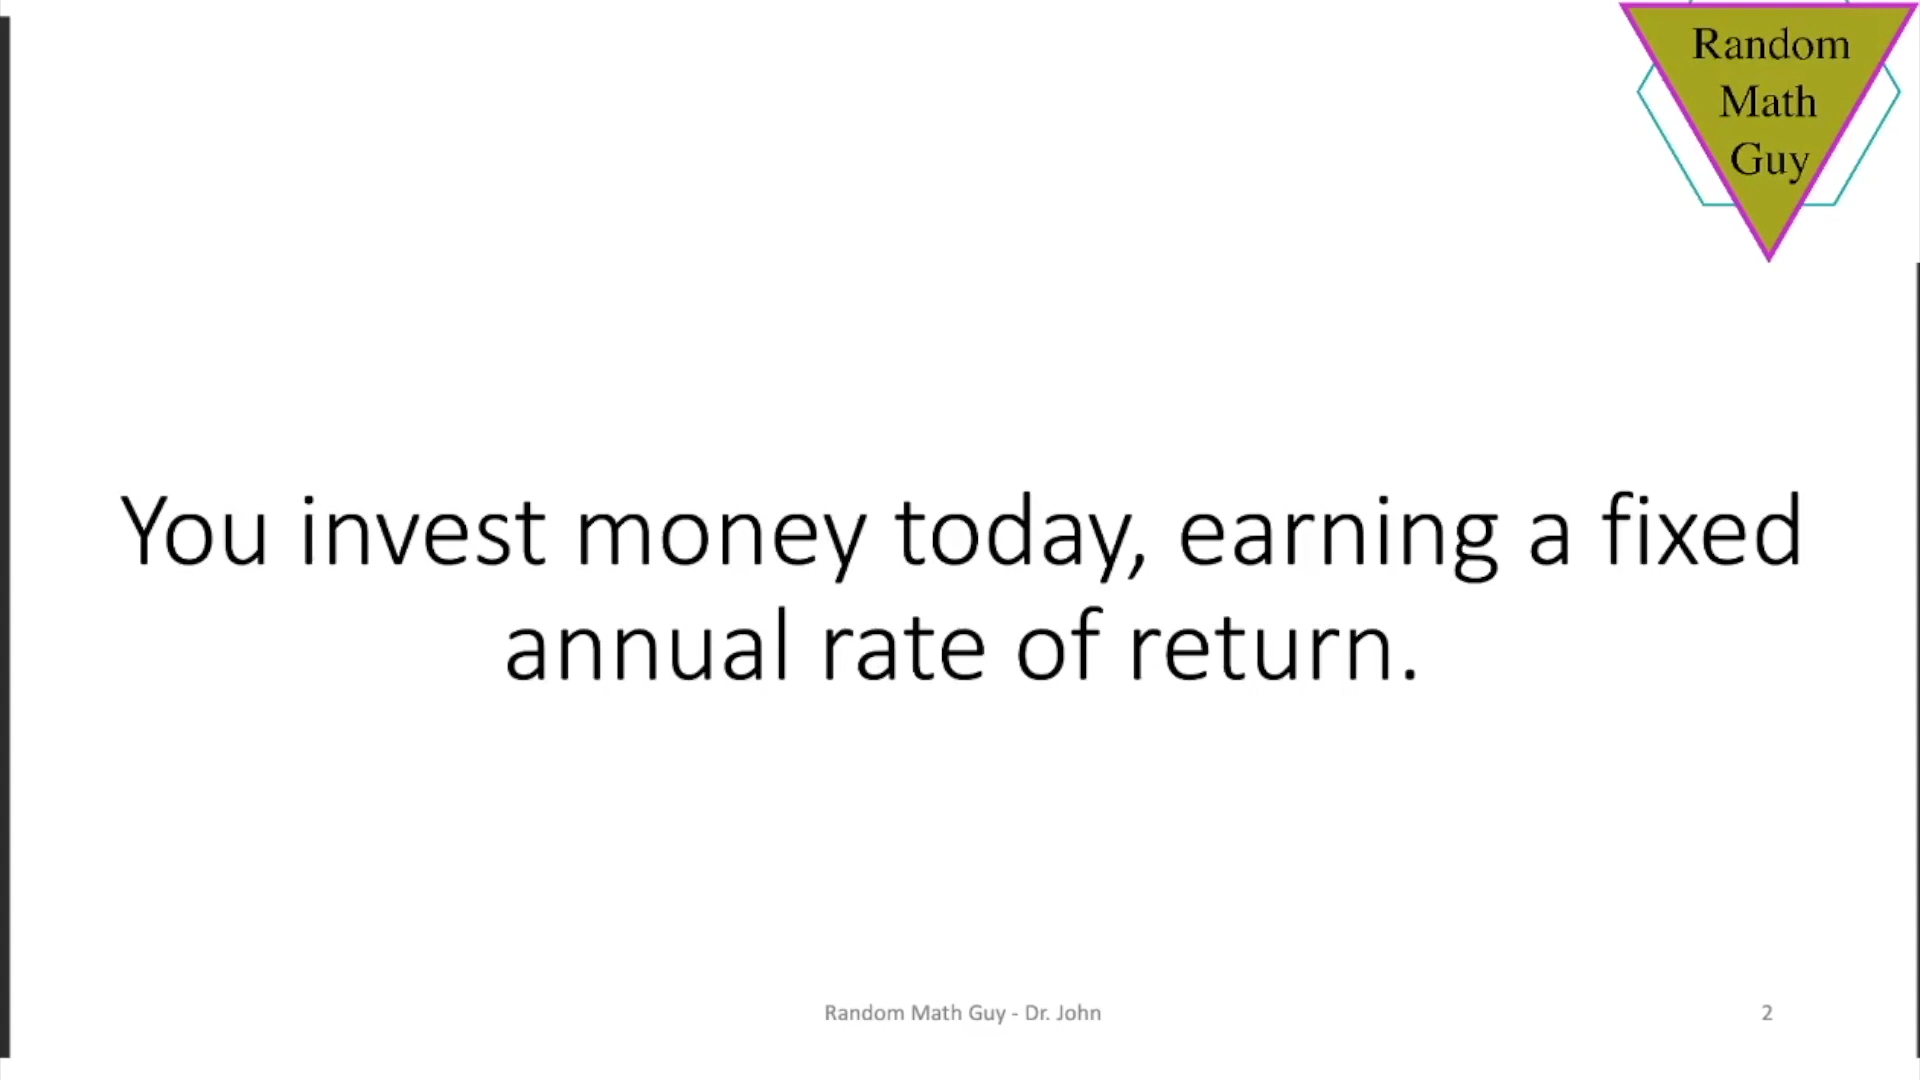 Random
Math
Guy
You invest money today, earning a fixed
annual rate of return.
Random Math Guy - Dr. John
2